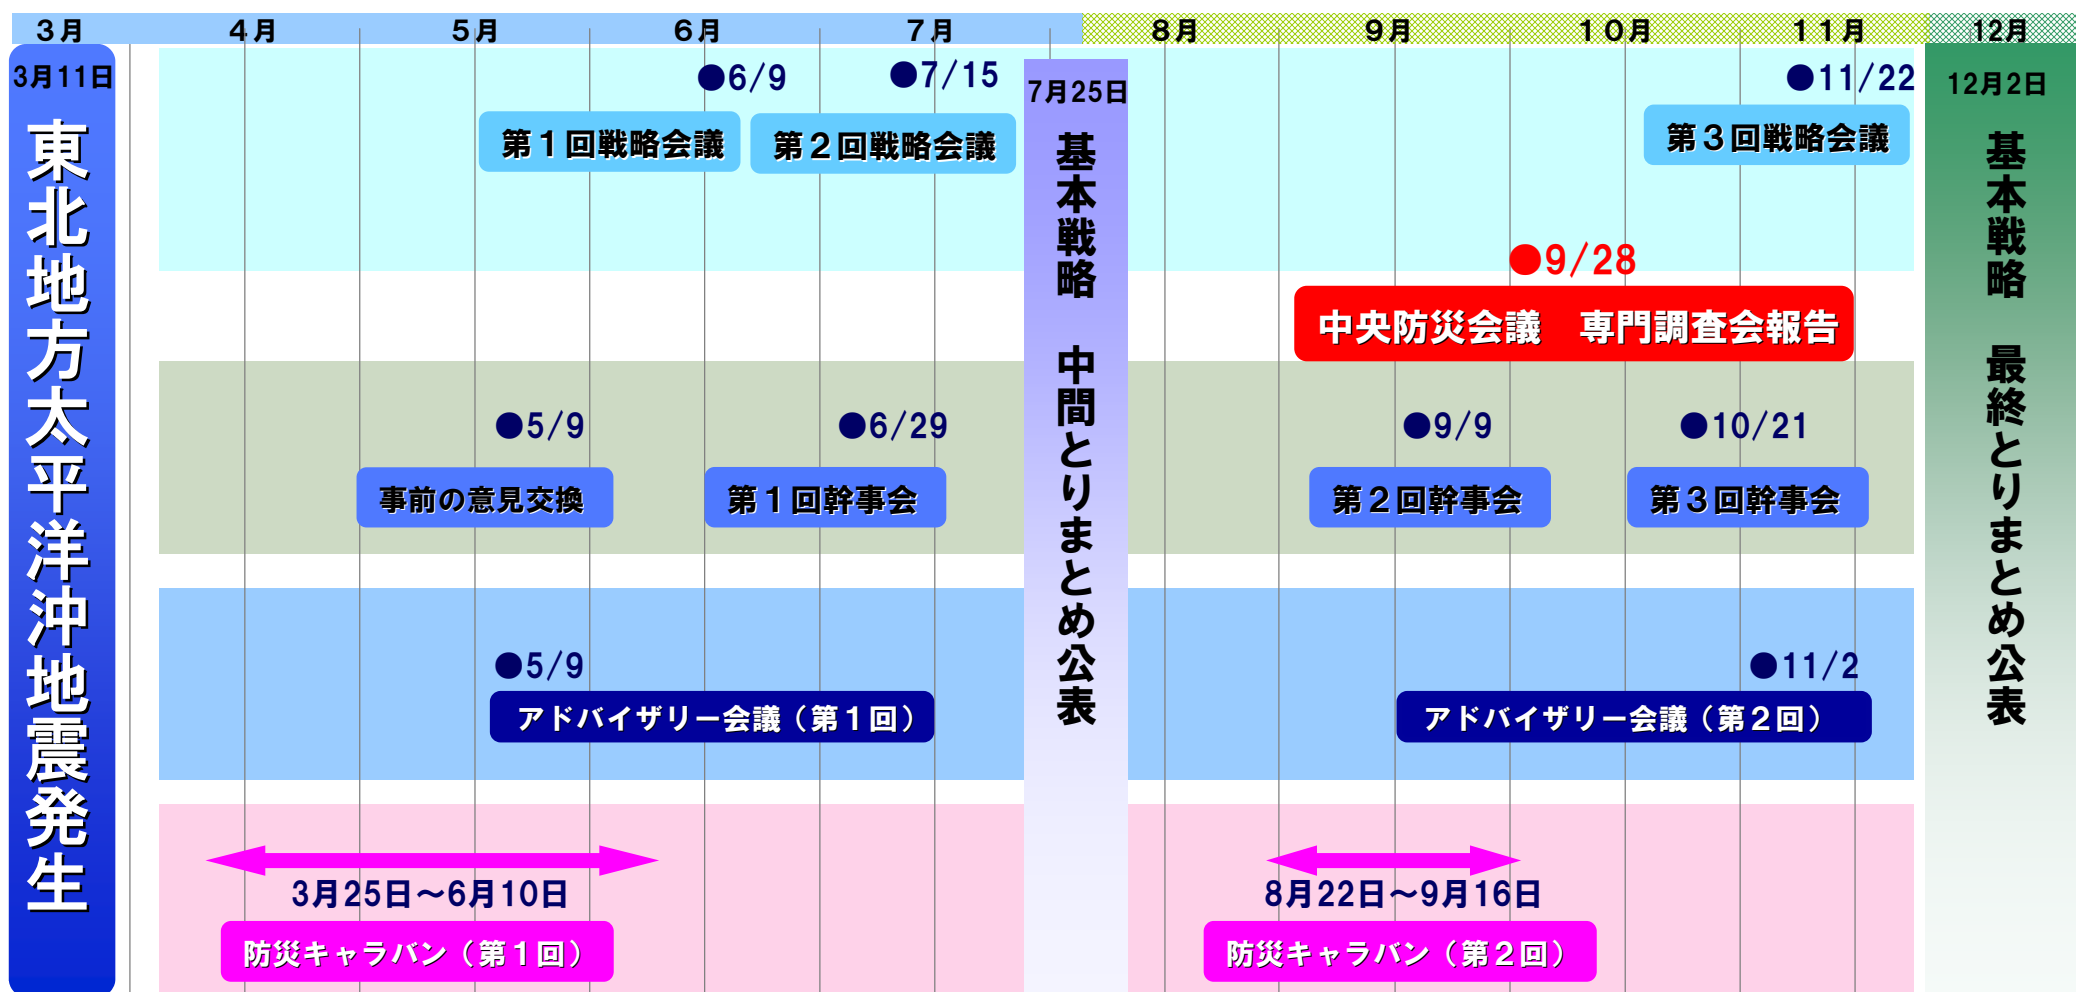 3月
4月
5月
6月
7月
8月
9月
10月
11月
12月
3月11日
東北地方太平洋沖地震発生
●6/9
第1回戦略会議
●7/15
第2回戦略会議
7月25日
基本戦略　中間とりまとめ公表
●11/22
第3回戦略会議
12月2日
基本戦略　最終とりまとめ公表
●9/28
中央防災会議　専門調査会報告
●5/9
事前の意見交換
●6/29
第1回幹事会
●9/9
第2回幹事会
●10/21
第3回幹事会
●5/9
アドバイザリー会議（第1回）
●11/2
アドバイザリー会議（第2回）
3月25日～6月10日
防災キャラバン（第1回）
8月22日～9月16日
防災キャラバン（第2回）